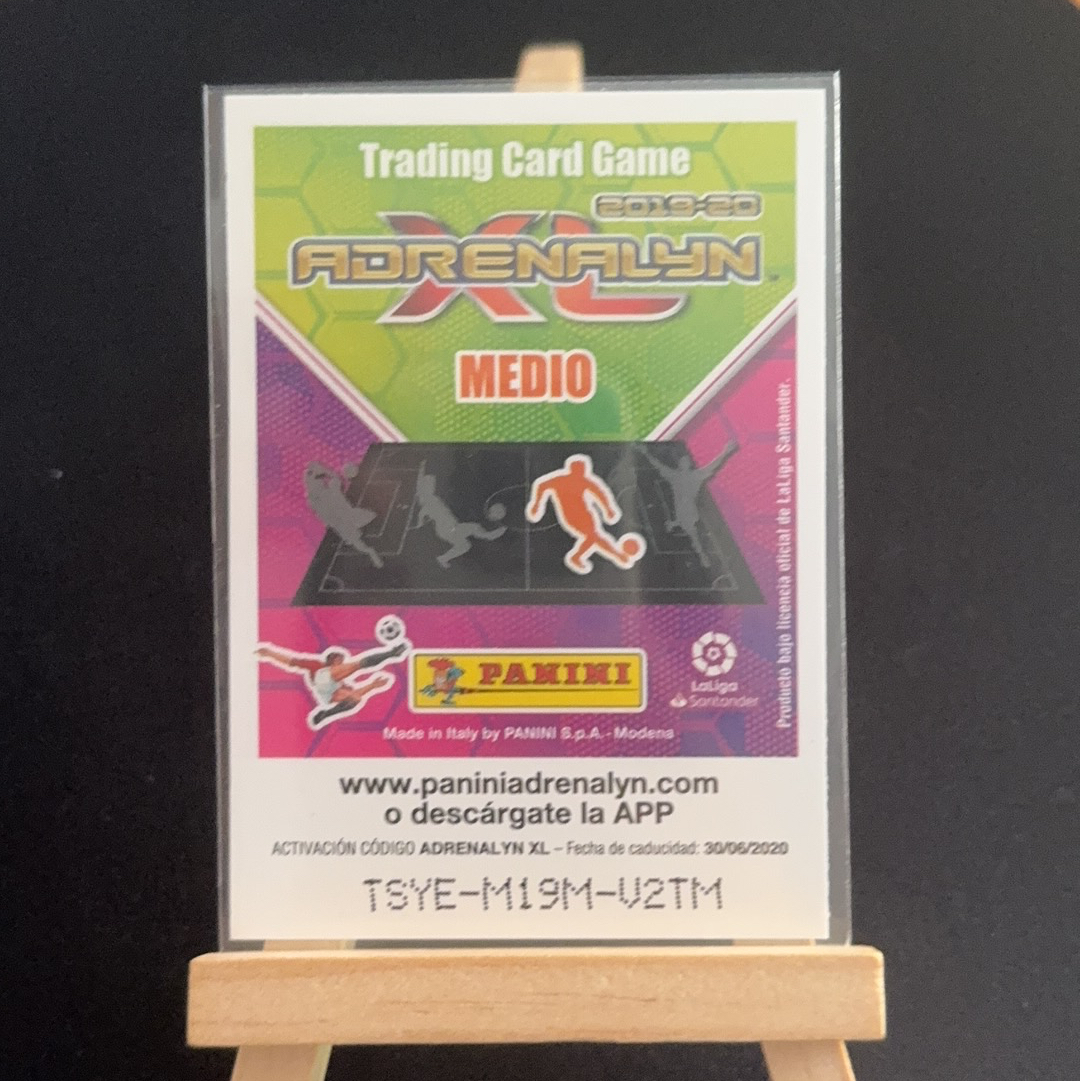 Trading Card Game
2019-20
ADRENALYN
XL
MEDIO
Producto bajo licencia oficial de LaLiga Santander.
PANINI
LaLiga
Santander
Made in Italy by PANINI S.p.A. - Modena
www.paniniadrenalyn.com
o descárgate la APP
ACTIVACIÓN CÓDIGO ADRENALYN XL – Fecha de caducidad: 30/06/2020
TSYE-M19M-V2TM